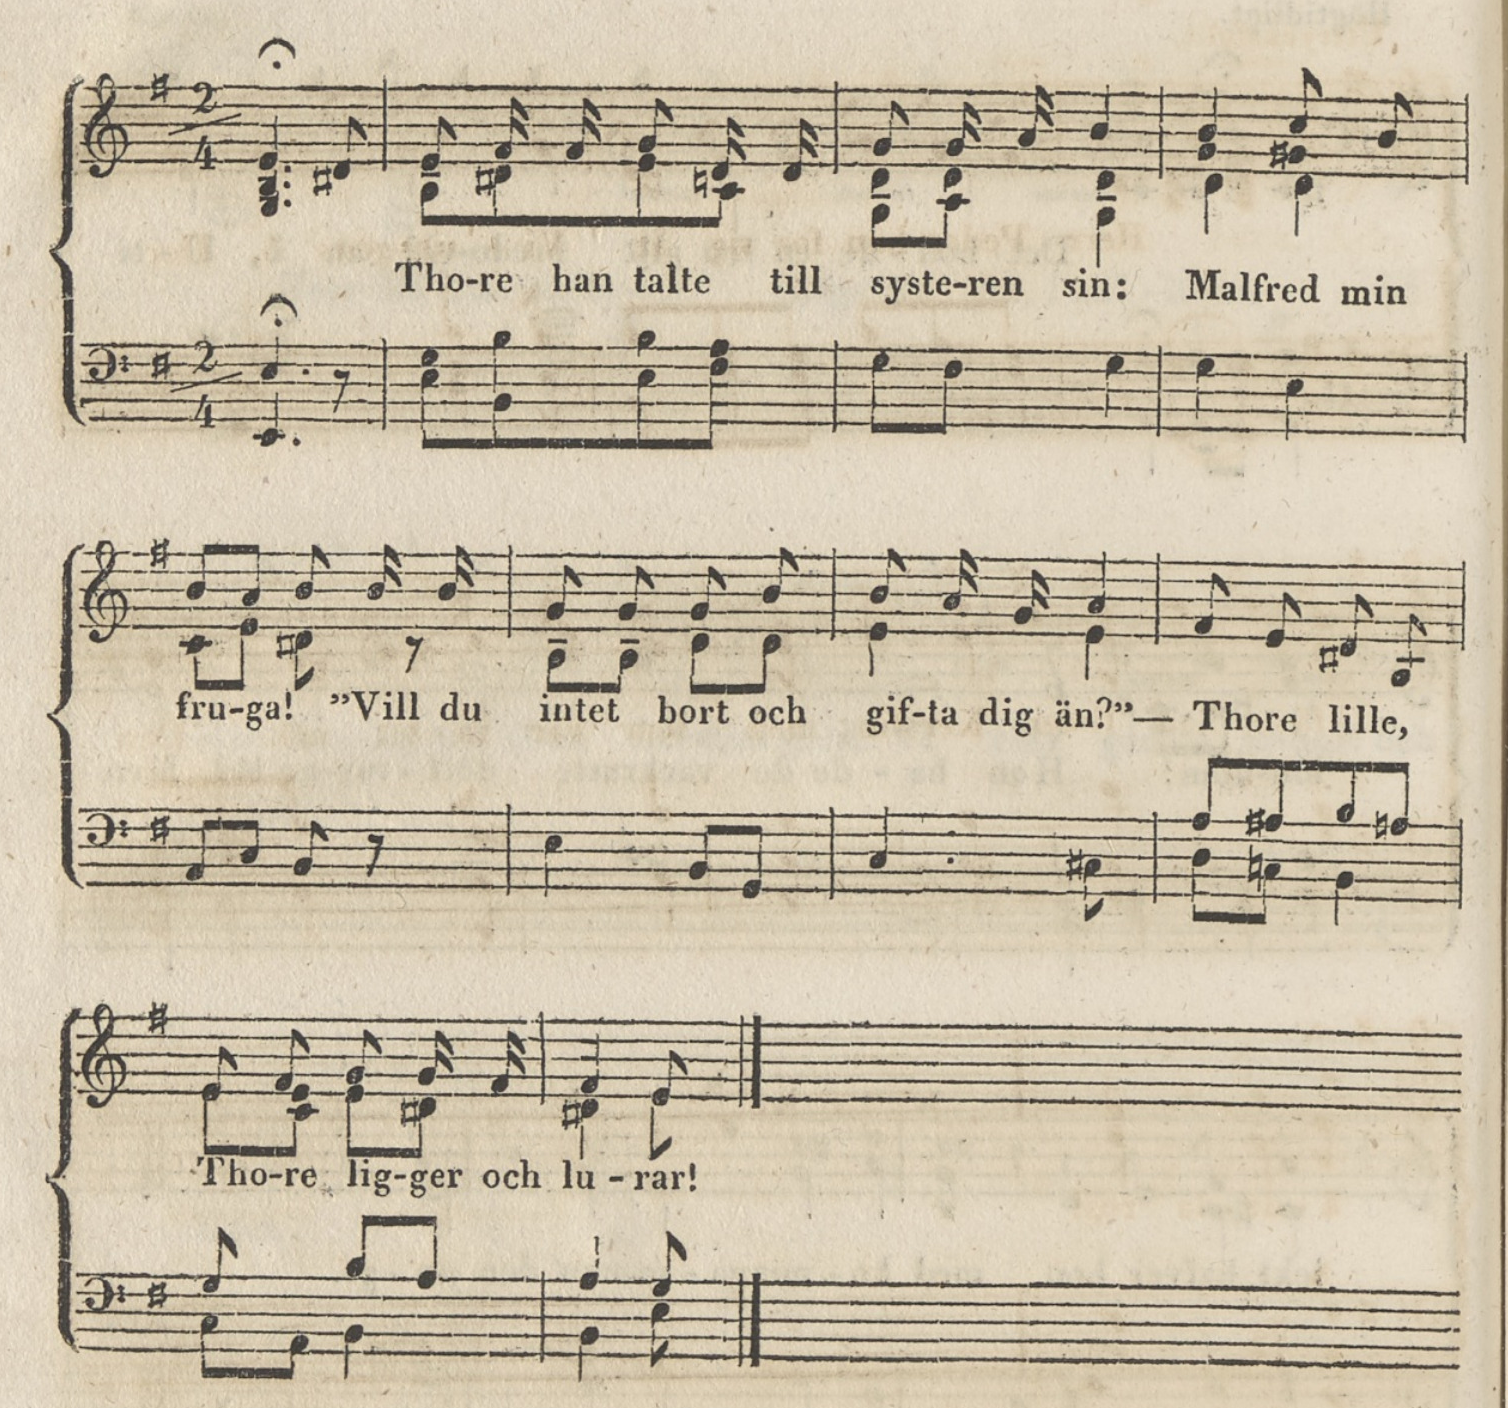 Tho-re han talte till syste-ren sin: Malfred min
fru-ga! ”Vill du intet bort och gif-ta dig än?”— Thore lille,
Tho-re lig-ger och lu-rar!